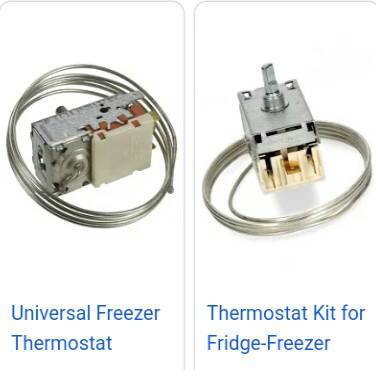 Universal Freezer
Thermostat
Thermostat Kit for
Fridge-Freezer